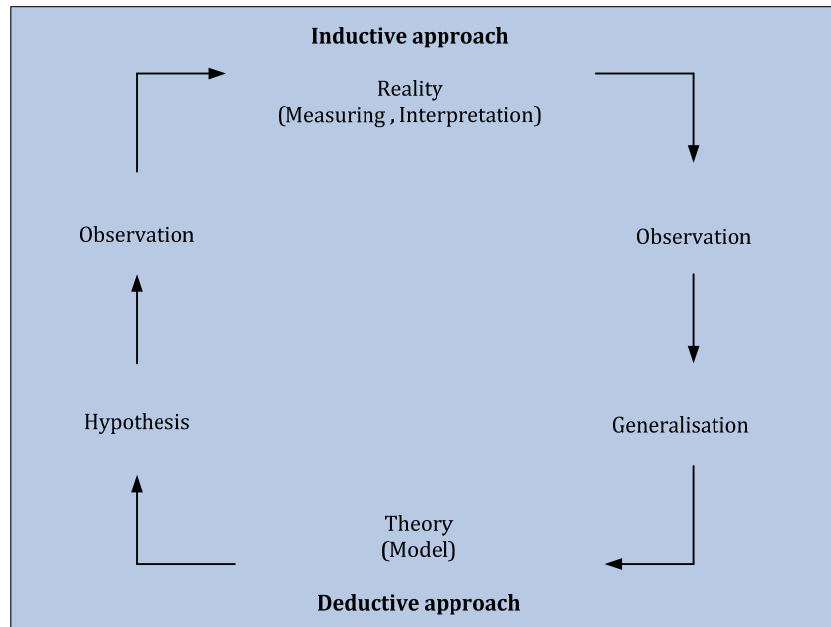 Inductive approach
Reality
(Measuring , Interpretation)
Observation
Observation
Hypothesis
Generalisation
Theory
(Model)
Deductive approach